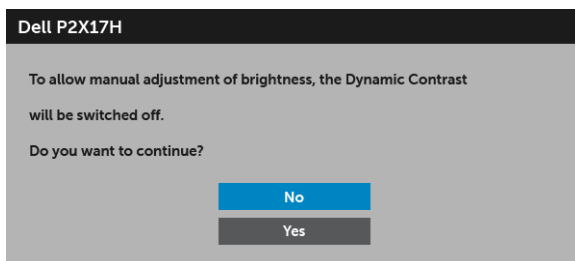 Dell P2X17H
To allow manual adjustment of brightness, the Dynamic Contrast
will be switched off.
Do you want to continue?
No
Yes